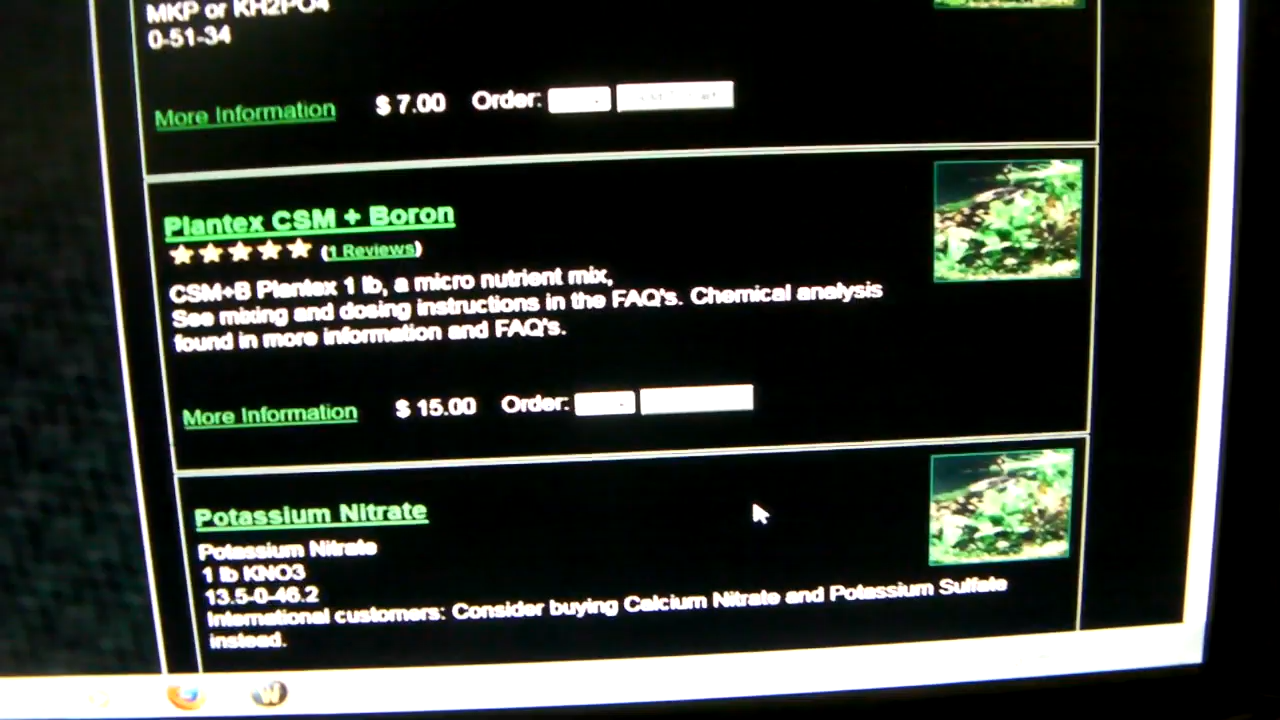 MKP or KH2PO4
0-51-34
More Information $ 7.00 Order:
Plantex CSM + Boron
(1 Reviews)
CSM+B Plantex 1 lb, a micro nutrient mix,
See mixing and dosing instructions in the FAQ's. Chemical analysis
found in more information and FAQ's.
More Information $ 15.00 Order:
Potassium Nitrate
Potassium Nitrate
1 lb KNO3
13.5-0-46.2
International customers: Consider buying Calcium Nitrate and Potassium Sulfate
instead.
W